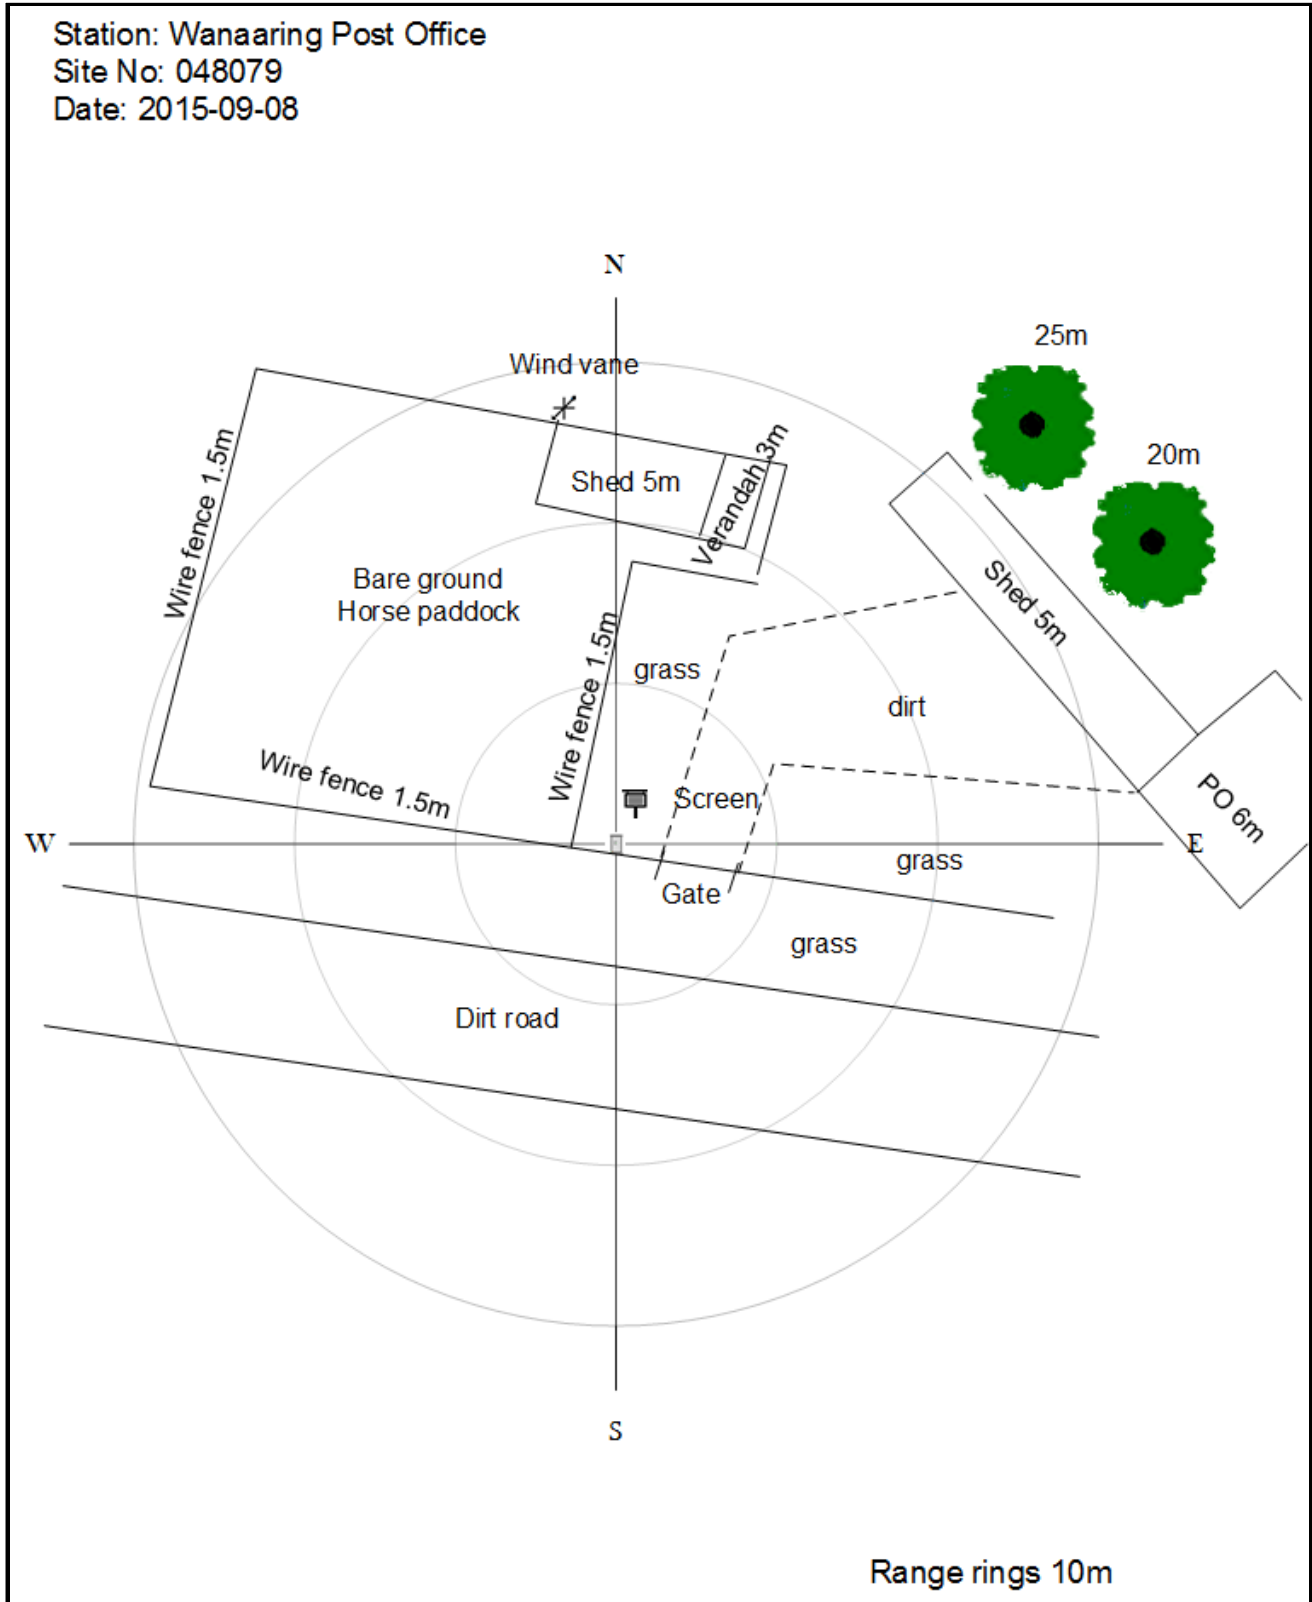 Station: Wanaaring Post Office
Site No: 048079
Date: 2015-09-08
N
25m
Wind vane
Wire fence 1.5m
Shed 5m
Verandah 3m
20m
Bare ground
Horse paddock
Shed 5m
grass
Wire fence 1.5m
dirt
Wire fence 1.5m
Screen
PO 6m
W
E
grass
Gate
grass
Dirt road
S
Range rings 10m